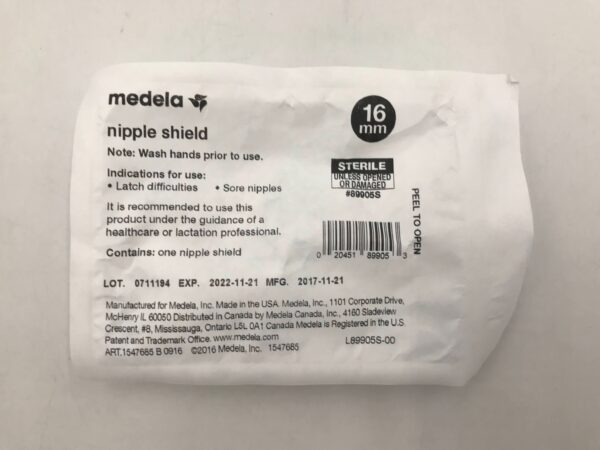 medela
16
mm
nipple shield
Note: Wash hands prior to use.
STERILE
UNLESS OPENED
OR DAMAGED
#89905S
Indications for use:
• Latch difficulties • Sore nipples
It is recommended to use this
product under the guidance of a
healthcare or lactation professional.
PEEL TO OPEN
Contains: one nipple shield
0 20451 89905 3
LOT. 0711194 EXP. 2022-11-21 MFG. 2017-11-21
Manufactured for Medela, Inc. Made in the USA. Medela, Inc., 1101 Corporate Drive,
McHenry IL 60050 Distributed in Canada by Medela Canada, Inc., 4160 Sladeview
Crescent, #8, Mississauga, Ontario L5L 0A1 Canada Medela is Registered in the U.S.
Patent and Trademark Office. www.medela.com
ART.1547685 B 0916 ©2016 Medela, Inc. 1547685
L89905S-00